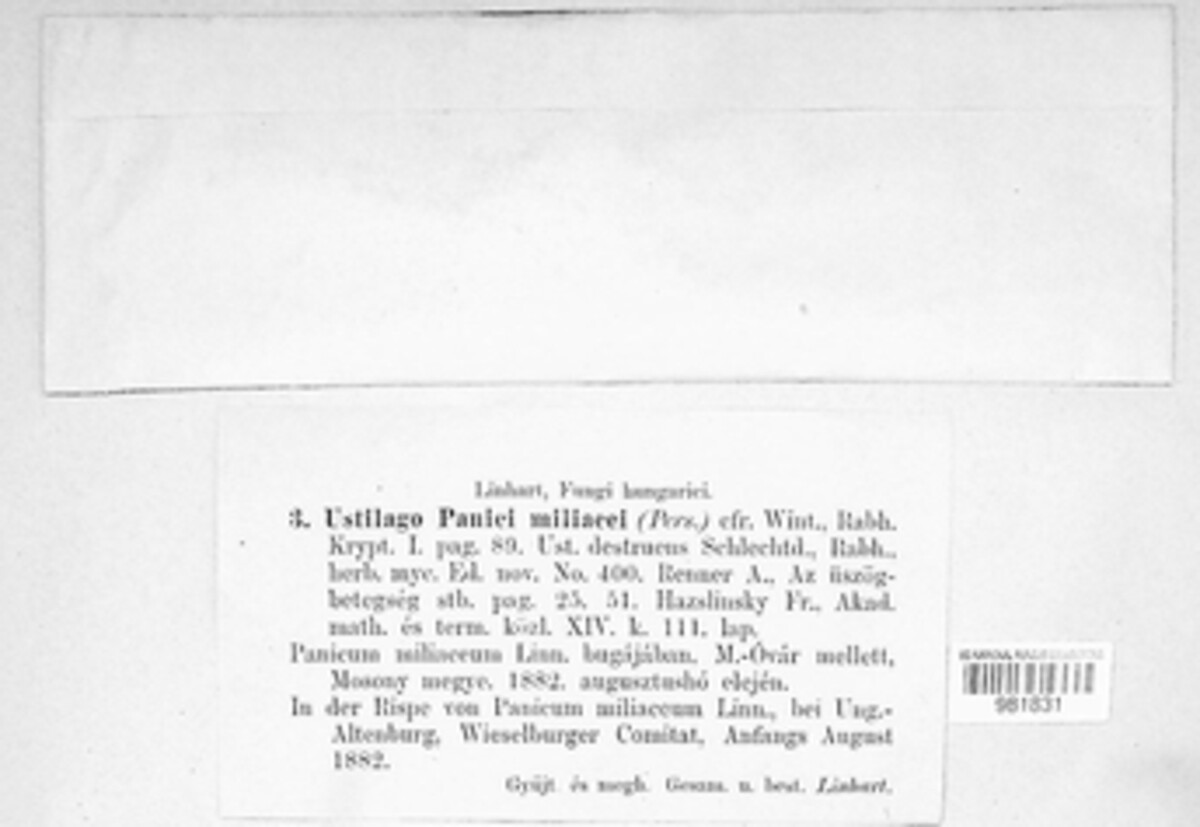 Linhart, Fungi hungarici.
3. Ustilago Panici miliacei (Pers.) cfr. Wint., Rabh.
Krypt. I. pag. 89. Ust. destruens Schlechtd., Rabh.,
herb. myc. Ed. nov. No. 400. Renner A., Az üszög-
betegség stb. pag. 25. 51. Hazslinsky Fr., Akad.
math. és term. közl. XIV. k. 111. lap.
Panicum miliaceum Linn. bugájában. M.-Óvár mellett,
Mosony megye. 1882. augusztushó elején.
In der Rispe von Panicum miliaceum Linn., bei Ung.-
Altenburg, Wieselburger Comitat, Anfangs August
1882.
Gyüjt. és megh. Gesam. u. best. Linhart.
981831